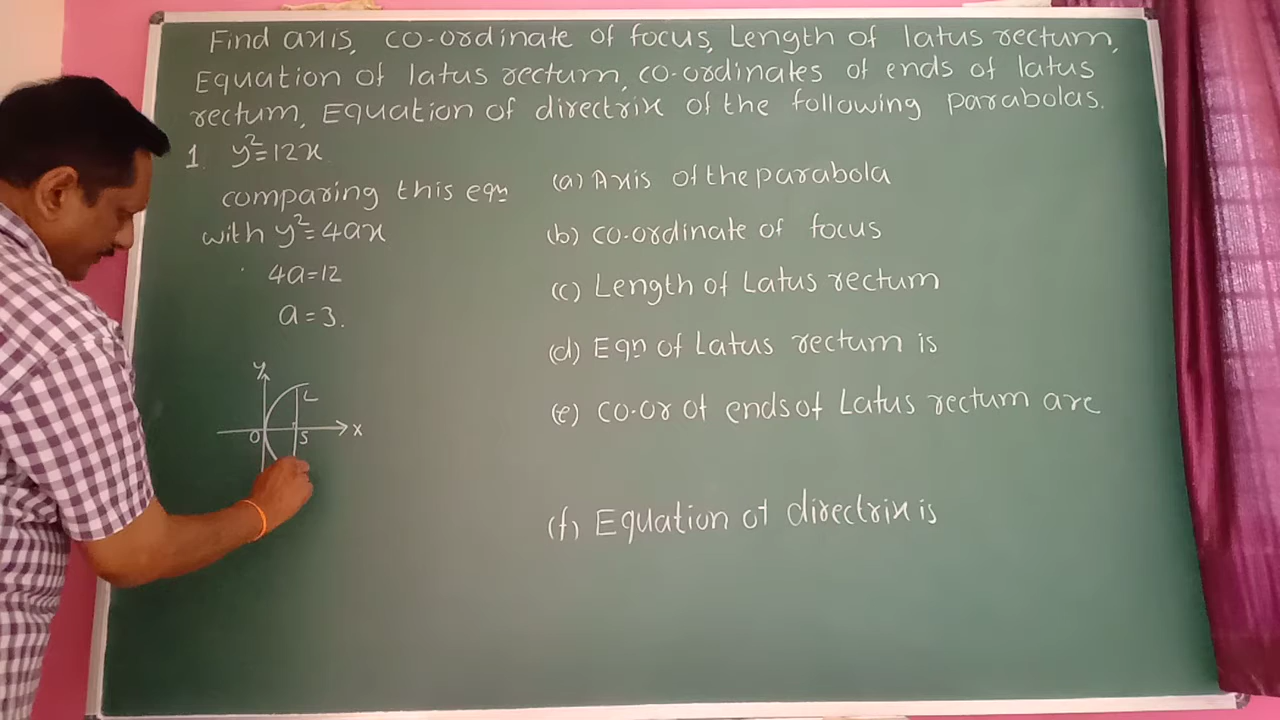 Find axis, co-ordinate of focus, Length of latus rectum,
Equation of latus rectum, co-ordinates of ends of latus
rectum, Equation of directrix of the following parabolas.
1. y²=12x
comparing this eqn
with y²=4ax
4a=12
a=3.
(a) Axis of the parabola
(b) co-ordinate of focus
(c) Length of Latus rectum
(d) Eqn of Latus rectum is
(e) co-or of ends of Latus rectum are
(f) Equation of directrix is
y
L
O
S
x